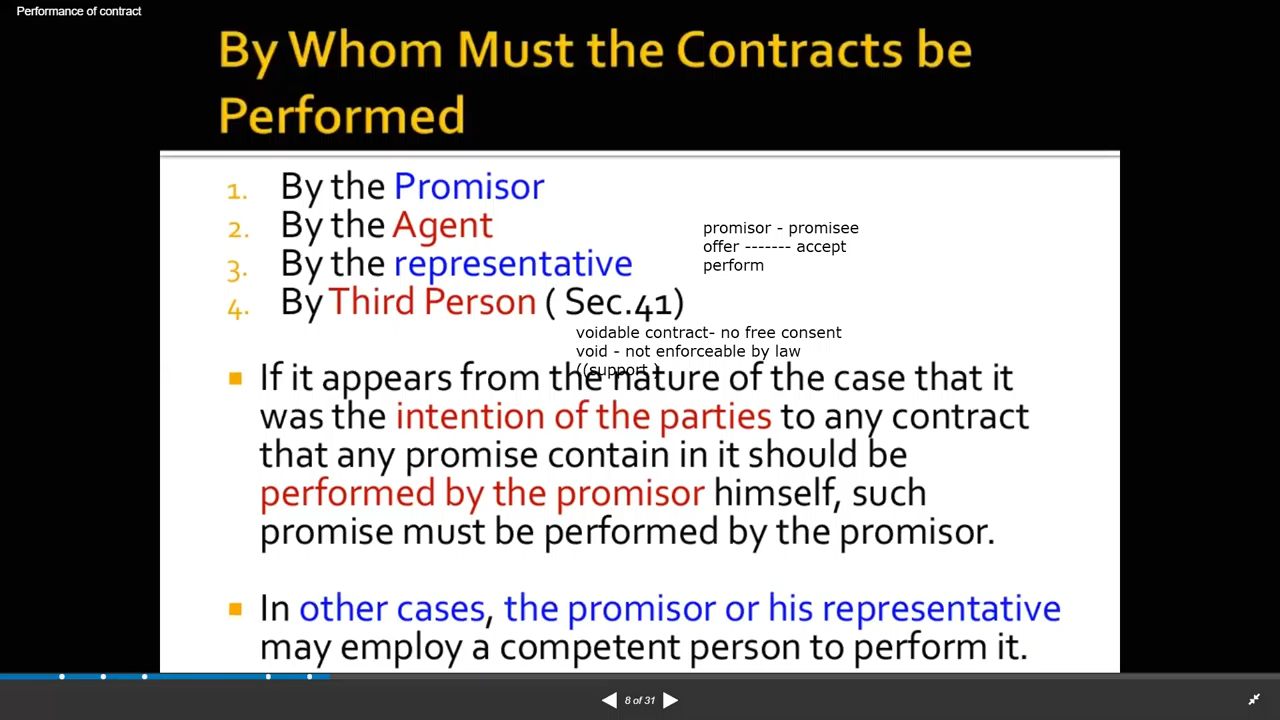 Performance of contract
By Whom Must the Contracts be
Performed
1. By the Promisor
2. By the Agent
3. By the representative
4. By Third Person ( Sec.41)
promisor - promisee
offer ------- accept
perform
voidable contract- no free consent
void - not enforceable by law
((support )
If it appears from the nature of the case that it
was the intention of the parties to any contract
that any promise contain in it should be
performed by the promisor himself, such
promise must be performed by the promisor.
In other cases, the promisor or his representative
may employ a competent person to perform it.
8 of 31